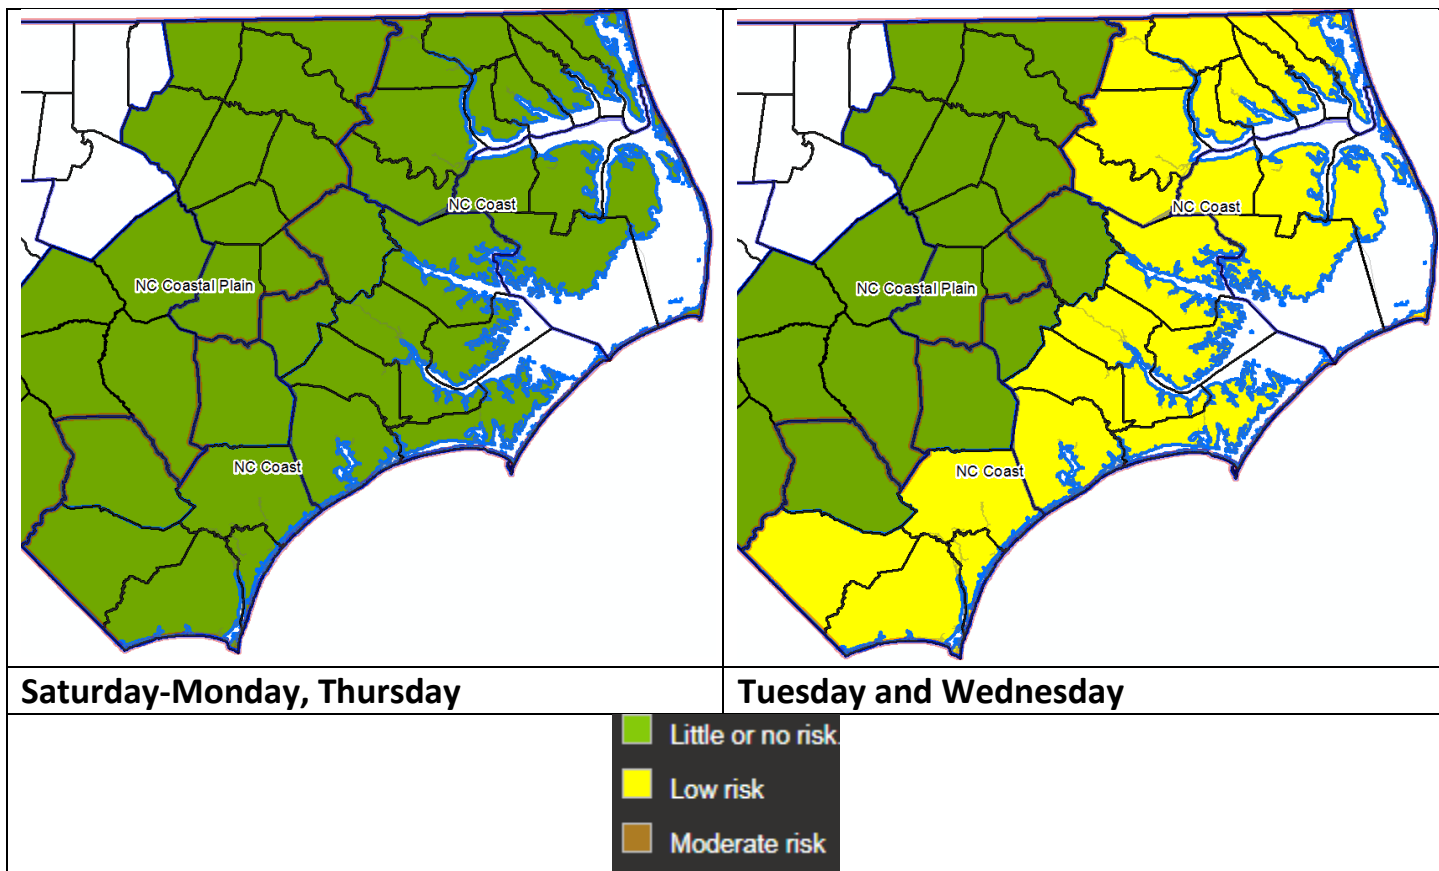 NC Coast
NC Coast
NC Coastal Plain
NC Coastal Plain
NC Coast
NC Coast
Saturday-Monday, Thursday
Tuesday and Wednesday
Little or no risk.
Low risk
Moderate risk